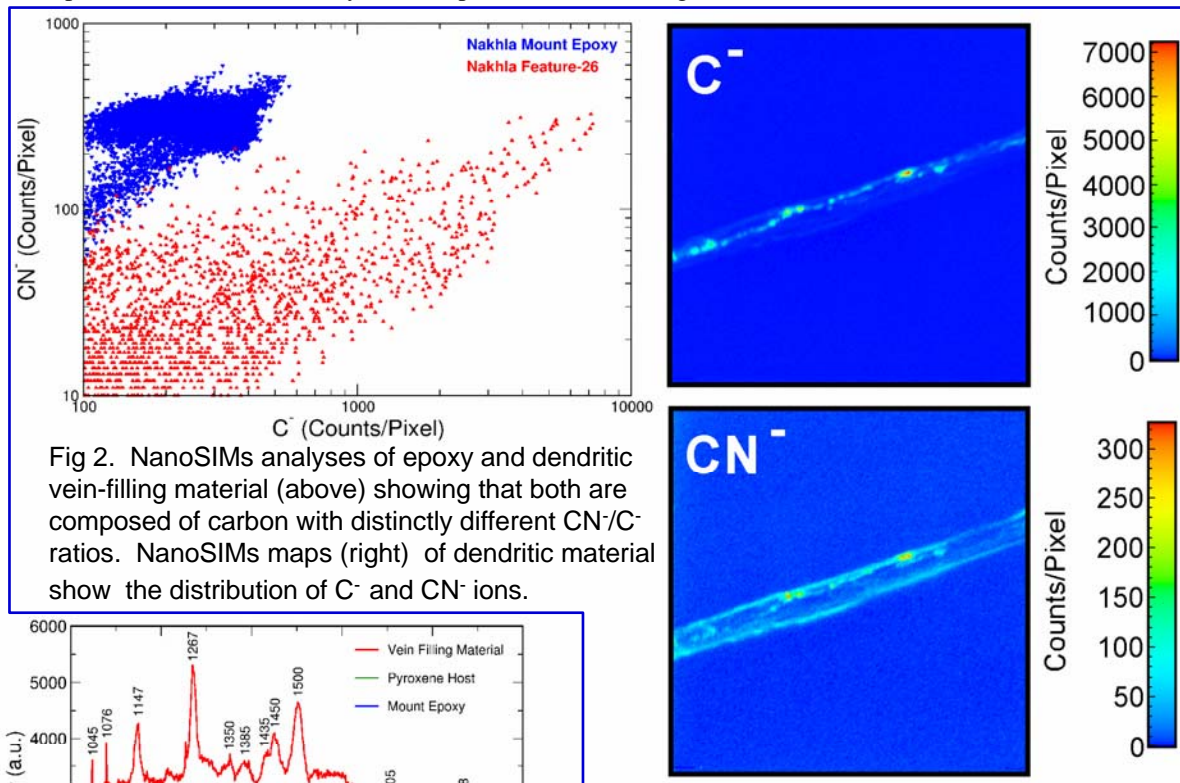 1000
Nakhla Mount Epoxy
Nakhla Feature-26
CN⁻ (Counts/Pixel)
100
10
100
1000
10000
C⁻ (Counts/Pixel)
Fig 2. NanoSIMs analyses of epoxy and dendritic
vein-filling material (above) showing that both are
composed of carbon with distinctly different CN⁻/C⁻
ratios. NanoSIMs maps (right) of dendritic material
show the distribution of C⁻ and CN⁻ ions.
C⁻
7000
6000
5000
4000
3000
2000
1000
0
Counts/Pixel
CN⁻
300
250
200
150
100
50
0
Counts/Pixel
6000
5000
4000
(a.u.)
1045
1076
1147
1267
1350
1385
1435
1450
1500
Vein Filling Material
Pyroxene Host
Mount Epoxy